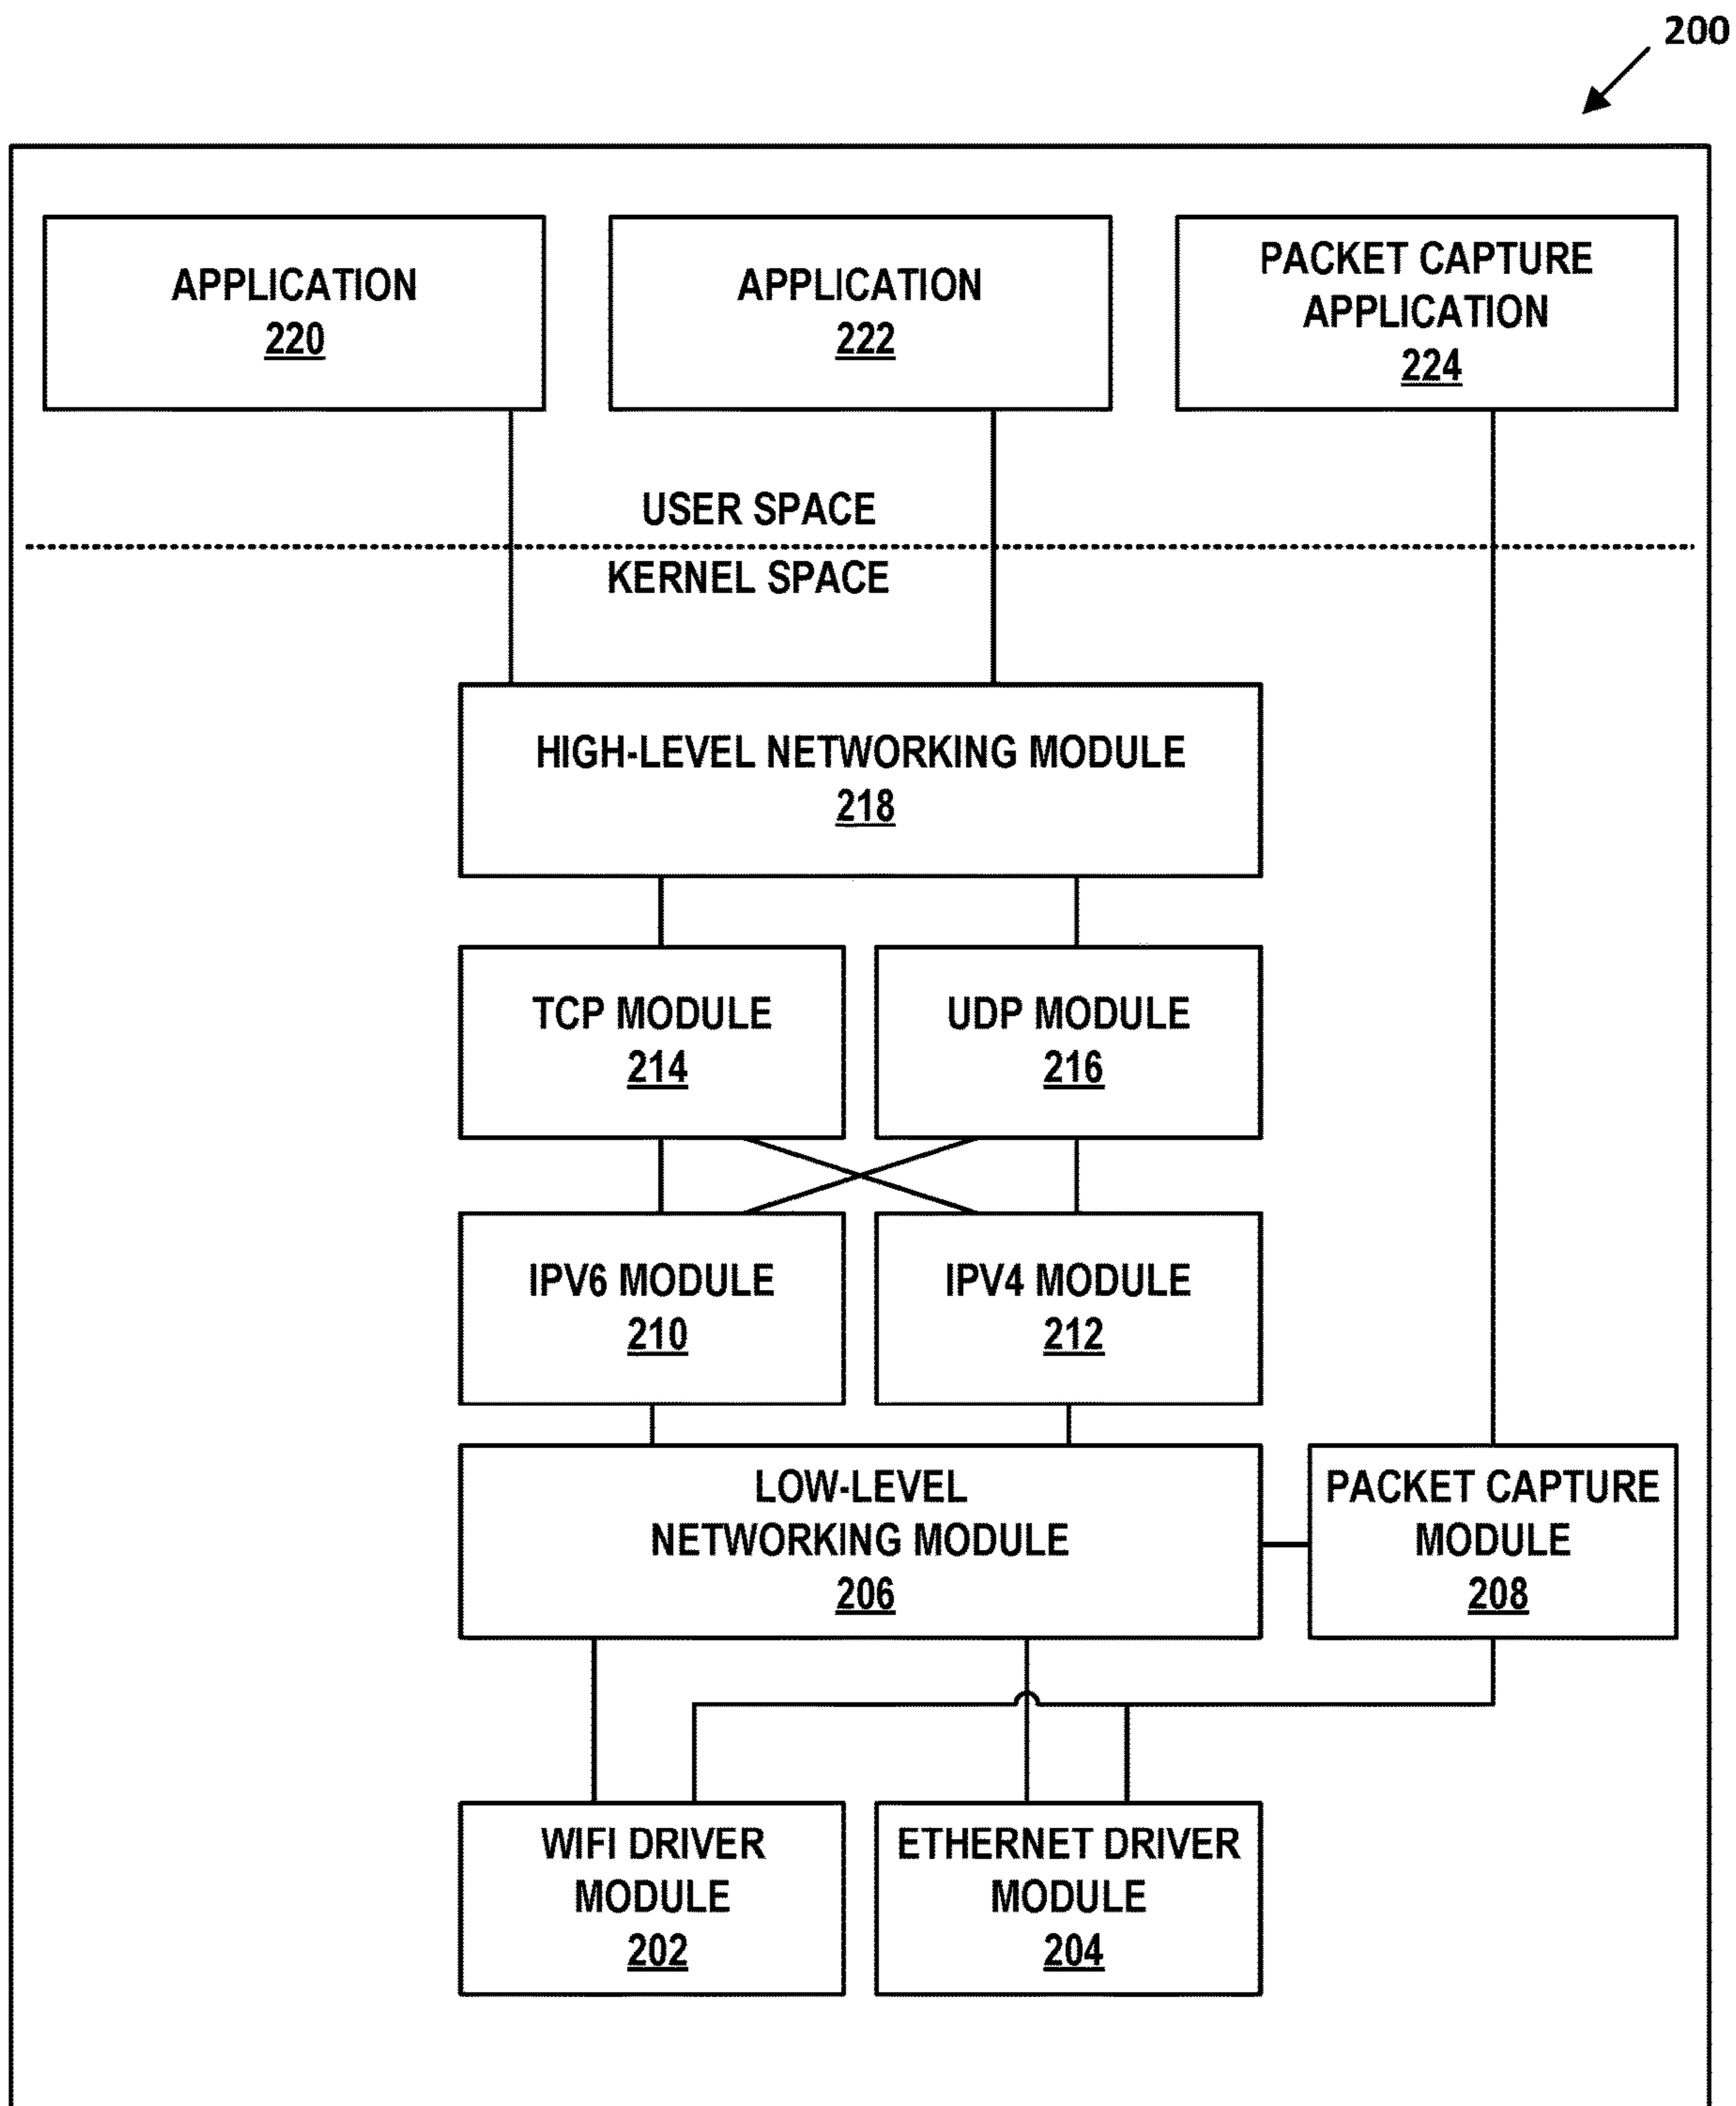 200
APPLICATION
220
APPLICATION
222
PACKET CAPTURE
APPLICATION
224
USER SPACE
KERNEL SPACE
HIGH-LEVEL NETWORKING MODULE
218
TCP MODULE
214
UDP MODULE
216
IPV6 MODULE
210
IPV4 MODULE
212
LOW-LEVEL
NETWORKING MODULE
206
PACKET CAPTURE
MODULE
208
WIFI DRIVER
MODULE
202
ETHERNET DRIVER
MODULE
204